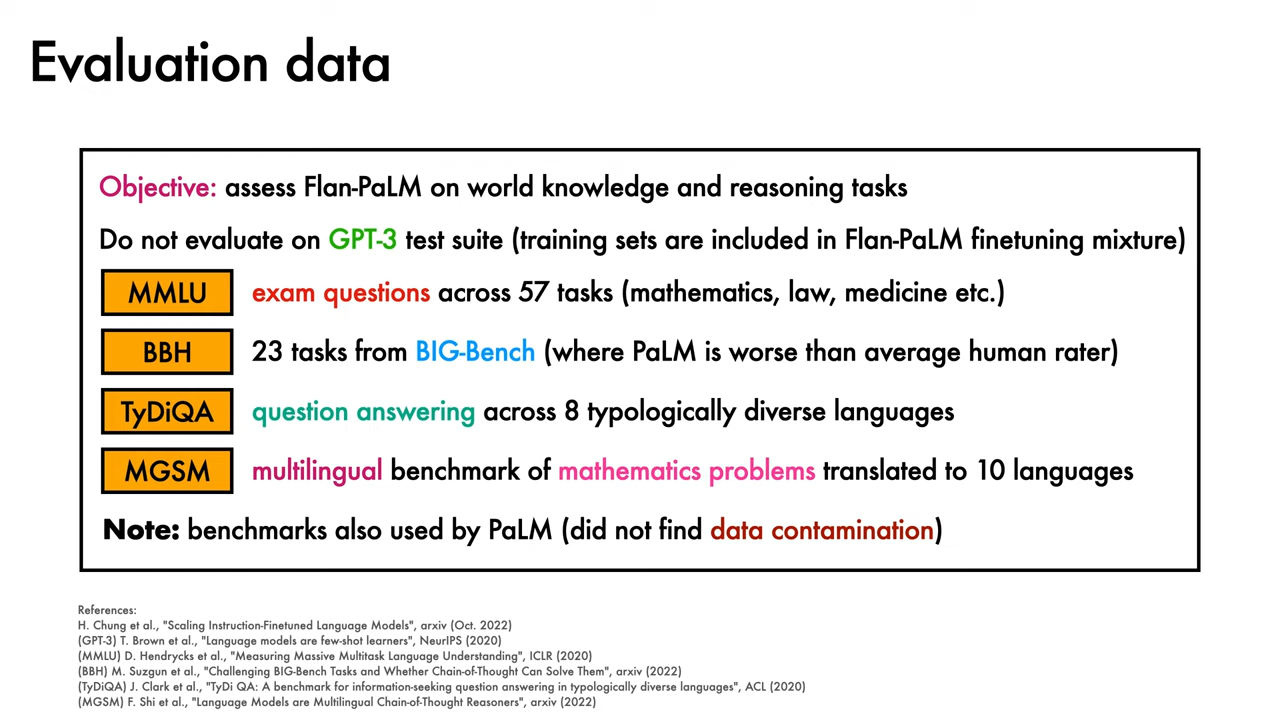 Evaluation data
Objective: assess Flan-PaLM on world knowledge and reasoning tasks
Do not evaluate on GPT-3 test suite (training sets are included in Flan-PaLM finetuning mixture)
MMLU exam questions across 57 tasks (mathematics, law, medicine etc.)
BBH 23 tasks from BIG-Bench (where PaLM is worse than average human rater)
TyDiQA question answering across 8 typologically diverse languages
MGSM multilingual benchmark of mathematics problems translated to 10 languages
Note: benchmarks also used by PaLM (did not find data contamination)
References:
H. Chung et al., "Scaling Instruction-Finetuned Language Models", arxiv (Oct. 2022)
(GPT-3) T. Brown et al., "Language models are few-shot learners", NeurIPS (2020)
(MMLU) D. Hendrycks et al., "Measuring Massive Multitask Language Understanding", ICLR (2020)
(BBH) M. Suzgun et al., "Challenging BIG-Bench Tasks and Whether Chain-of-Thought Can Solve Them", arxiv (2022)
(TyDiQA) J. Clark et al., "TyDi QA: A benchmark for information-seeking question answering in typologically diverse languages", ACL (2020)
(MGSM) F. Shi et al., "Language Models are Multilingual Chain-of-Thought Reasoners", arxiv (2022)